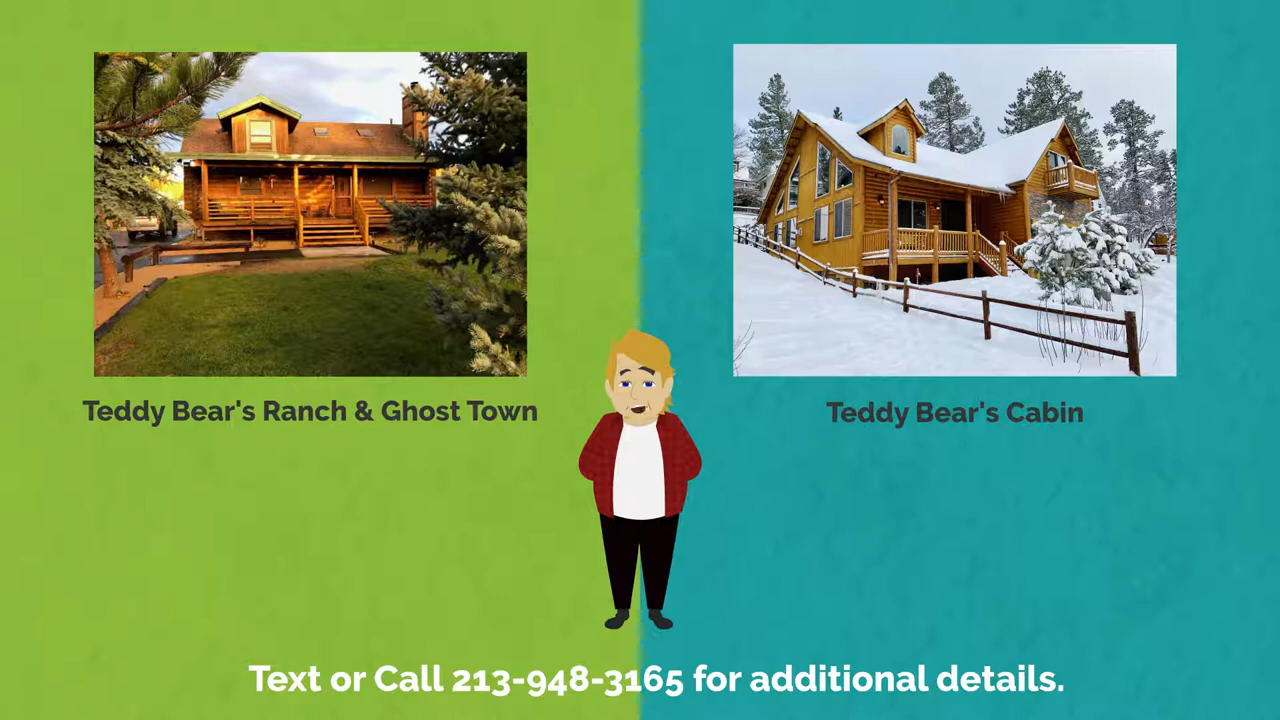 Teddy Bear's Ranch & Ghost Town
Teddy Bear's Cabin
Text or Call 213-948-3165 for additional details.